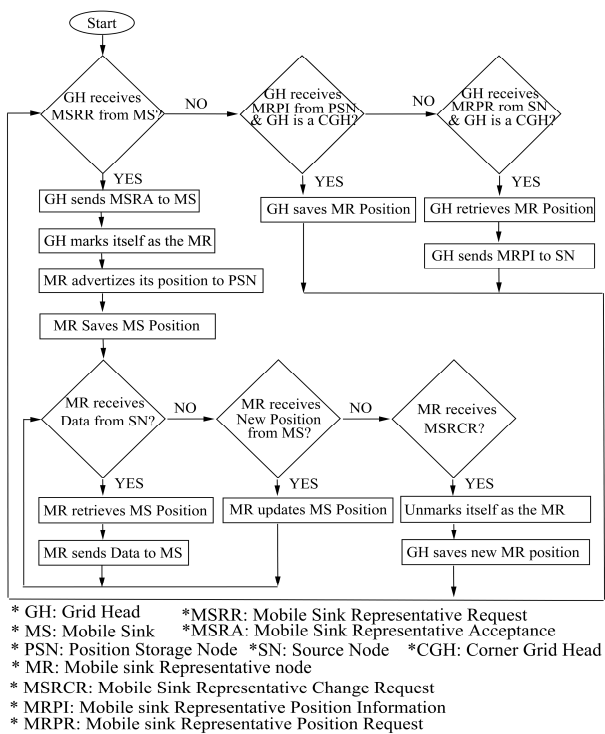 Start
GH receives
MSRR from MS?
NO
GH receives
MRPI from PSN
& GH is a CGH?
NO
GH receives
MRPR rom SN
& GH is a CGH?
YES
YES
YES
GH sends MSRA to MS
GH saves MR Position
GH retrieves MR Position
GH marks itself as the MR
GH sends MRPI to SN
MR advertizes its position to PSN
MR Saves MS Position
MR receives
Data from SN?
NO
MR receives
New Position
from MS?
NO
MR receives
MSRCR?
YES
YES
YES
MR retrieves MS Position
MR updates MS Position
Unmarks itself as the MR
MR sends Data to MS
GH saves new MR position
* GH: Grid Head *MSRR: Mobile Sink Representative Request
* MS: Mobile Sink *MSRA: Mobile Sink Representative Acceptance
* PSN: Position Storage Node *SN: Source Node *CGH: Corner Grid Head
* MR: Mobile sink Representative node
* MSRCR: Mobile Sink Representative Change Request
* MRPI: Mobile sink Representative Position Information
* MRPR: Mobile sink Representative Position Request